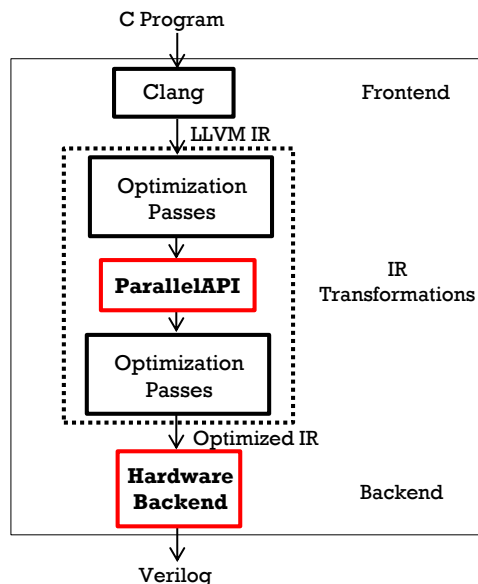 C Program
Clang
Frontend
LLVM IR
Optimization
Passes
ParallelAPI
IR
Transformations
Optimization
Passes
Optimized IR
Hardware
Backend
Backend
Verilog